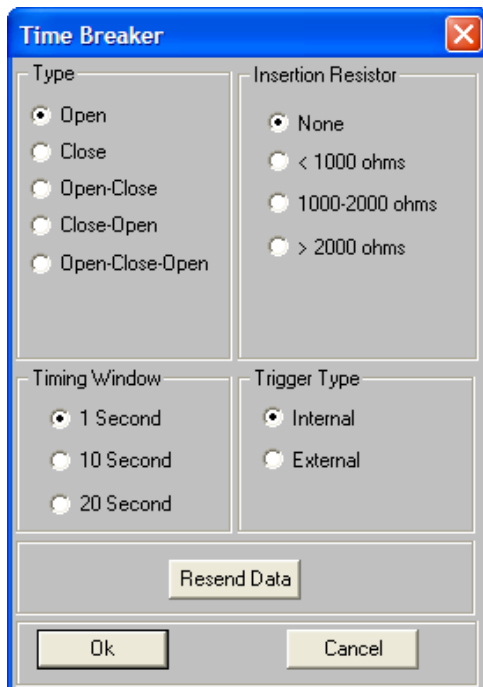 Time Breaker
Type
Open
Close
Open-Close
Close-Open
Open-Close-Open
Insertion Resistor
None
< 1000 ohms
1000-2000 ohms
> 2000 ohms
Timing Window
1 Second
10 Second
20 Second
Trigger Type
Internal
External
Resend Data
Ok
Cancel